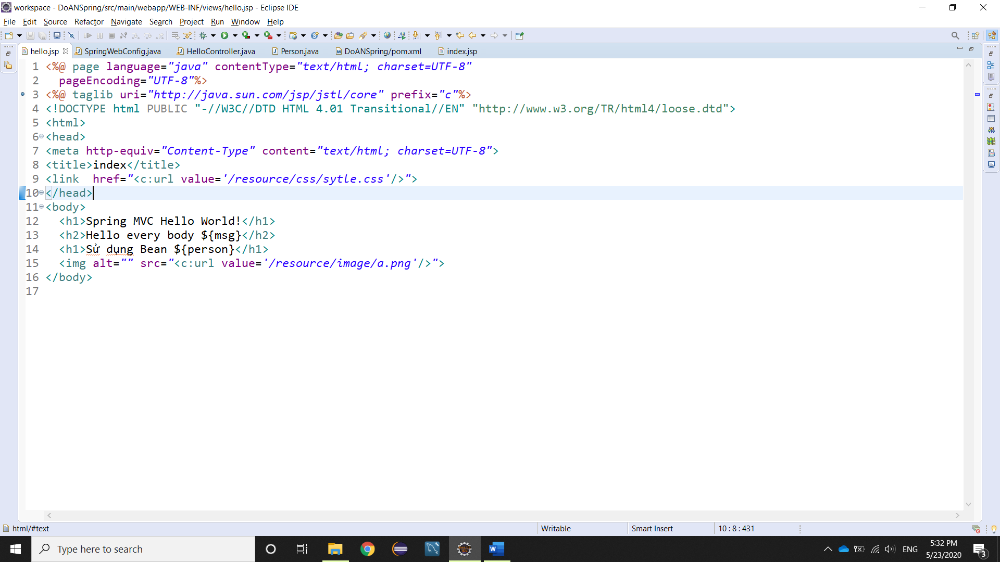 workspace - DoANSpring/src/main/webapp/WEB-INF/views/hello.jsp - Eclipse IDE
File Edit Source Refactor Navigate Search Project Run Window Help
hello.jsp SpringWebConfig.java HelloController.java Person.java DoANSpring/pom.xml index.jsp
1 <%@ page language="java" contentType="text/html; charset=UTF-8"
2 pageEncoding="UTF-8"%>
3 <%@ taglib uri="http://java.sun.com/jsp/jstl/core" prefix="c"%>
4 <!DOCTYPE html PUBLIC "-//W3C//DTD HTML 4.01 Transitional//EN" "http://www.w3.org/TR/html4/loose.dtd">
5 <html>
6 <head>
7 <meta http-equiv="Content-Type" content="text/html; charset=UTF-8">
8 <title>index</title>
9 <link  href="<c:url value='/resource/css/sytle.css'/>">
10 </head>
11 <body>
12 <h1>Spring MVC Hello World!</h1>
13 <h2>Hello every body ${msg}</h2>
14 <h1>Sử dụng Bean ${person}</h1>
15 <img alt="" src="<c:url value='/resource/image/a.png'/>">
16 </body>
17
html/#text Writable Smart Insert 10 : 8 : 431
Type here to search ENG 5:32 PM
5/23/2020 3